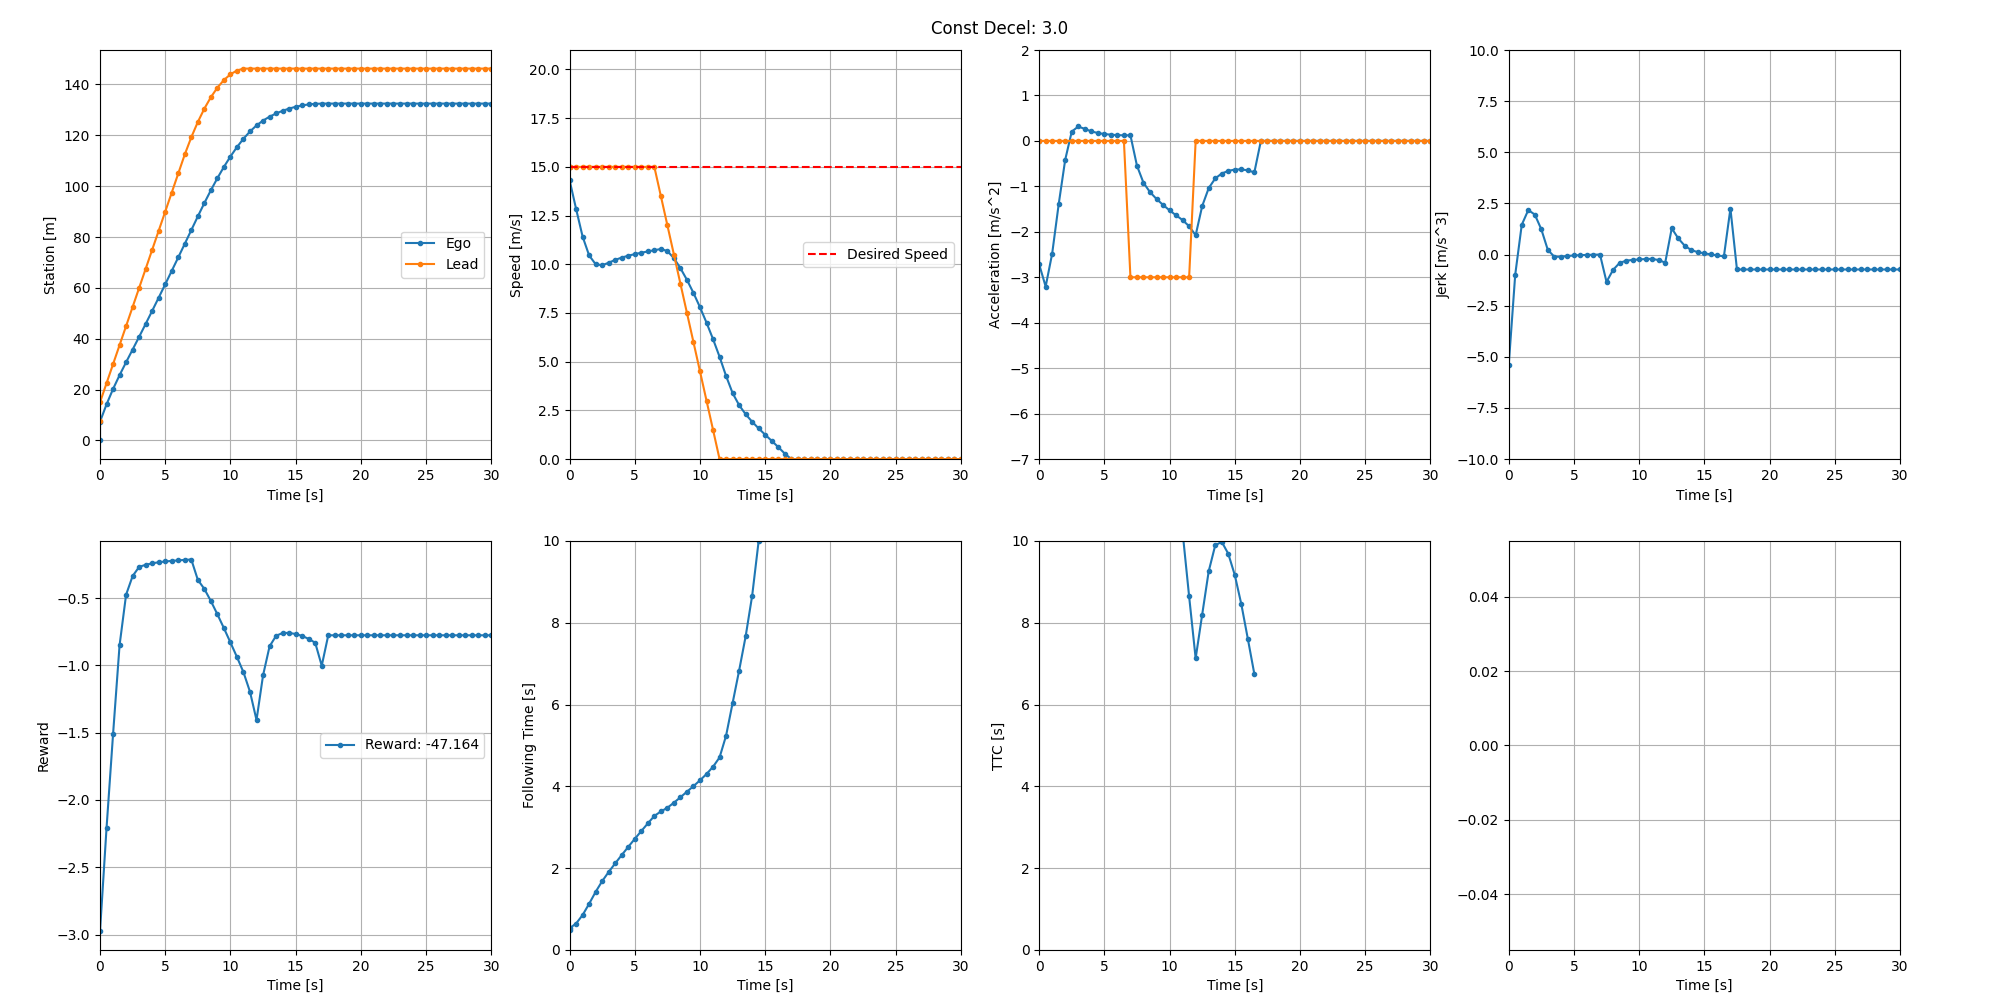 Const Decel: 3.0
140
120
100
80
60
40
20
0
Station [m]
Ego
Lead
0 5 10 15 20 25 30
Time [s]
20.0
17.5
15.0
12.5
10.0
7.5
5.0
2.5
0.0
Speed [m/s]
Desired Speed
0 5 10 15 20 25 30
Time [s]
2
1
0
−1
−2
−3
−4
−5
−6
−7
Acceleration [m/s^2]
0 5 10 15 20 25 30
Time [s]
10.0
7.5
5.0
2.5
0.0
−2.5
−5.0
−7.5
−10.0
Jerk [m/s^3]
0 5 10 15 20 25 30
Time [s]
−0.5
−1.0
−1.5
−2.0
−2.5
−3.0
Reward
Reward: -47.164
0 5 10 15 20 25 30
Time [s]
10
8
6
4
2
0
Following Time [s]
0 5 10 15 20 25 30
Time [s]
10
8
6
4
2
0
TTC [s]
0 5 10 15 20 25 30
Time [s]
0.04
0.02
0.00
−0.02
−0.04
0 5 10 15 20 25 30
Time [s]